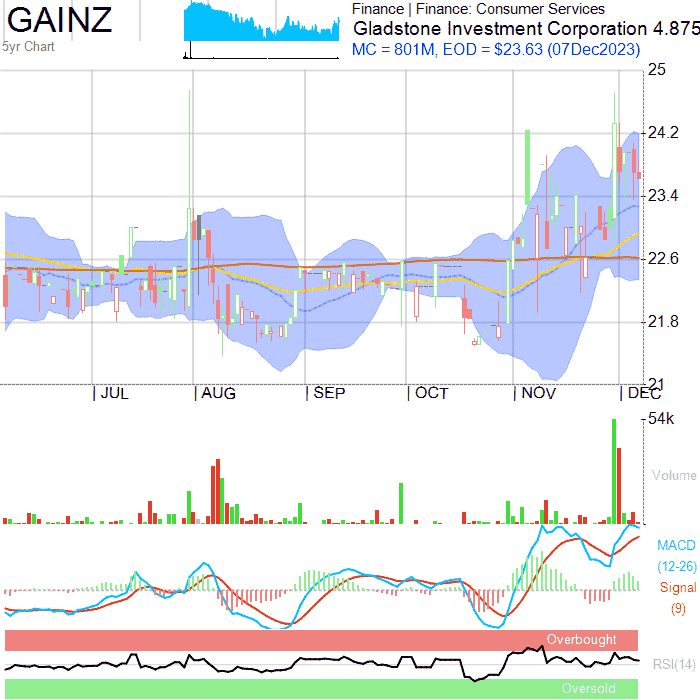 GAINZ
5yr Chart
Finance | Finance: Consumer Services
Gladstone Investment Corporation 4.875
MC = 801M, EOD = $23.63 (07Dec2023)
25
24.2
23.4
22.6
21.8
21
JUL AUG SEP OCT NOV DEC
54k
Volume
MACD
(12-26)
Signal
(9)
Overbought
RSI(14)
Oversold